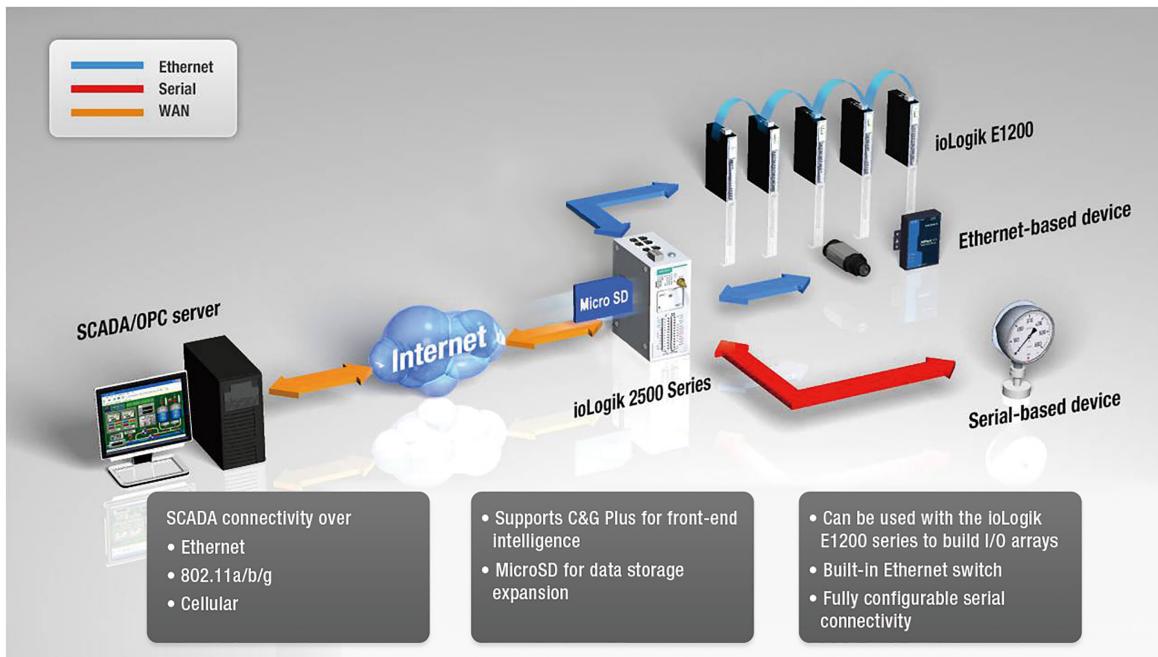 Ethernet
Serial
WAN
ioLogik E1200
Ethernet-based device
Micro SD
SCADA/OPC server
Internet
ioLogik 2500 Series
Serial-based device
SCADA connectivity over
• Ethernet
• 802.11a/b/g
• Cellular
• Supports C&G Plus for front-end
intelligence
• MicroSD for data storage
expansion
• Can be used with the ioLogik
E1200 series to build I/O arrays
• Built-in Ethernet switch
• Fully configurable serial
connectivity